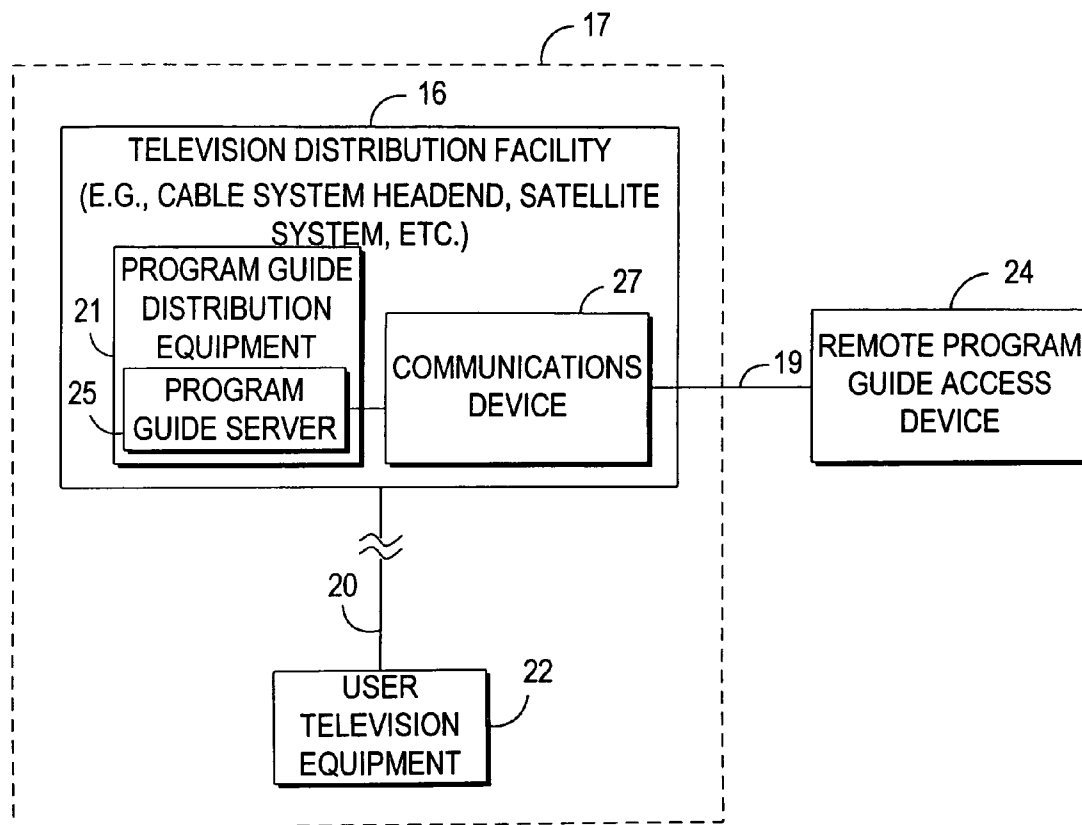 17
16
TELEVISION DISTRIBUTION FACILITY
(E.G., CABLE SYSTEM HEADEND, SATELLITE
SYSTEM, ETC.)
PROGRAM GUIDE
DISTRIBUTION
EQUIPMENT
21
PROGRAM
GUIDE SERVER
25
27
COMMUNICATIONS
DEVICE
19
24
REMOTE PROGRAM
GUIDE ACCESS
DEVICE
20
22
USER
TELEVISION
EQUIPMENT